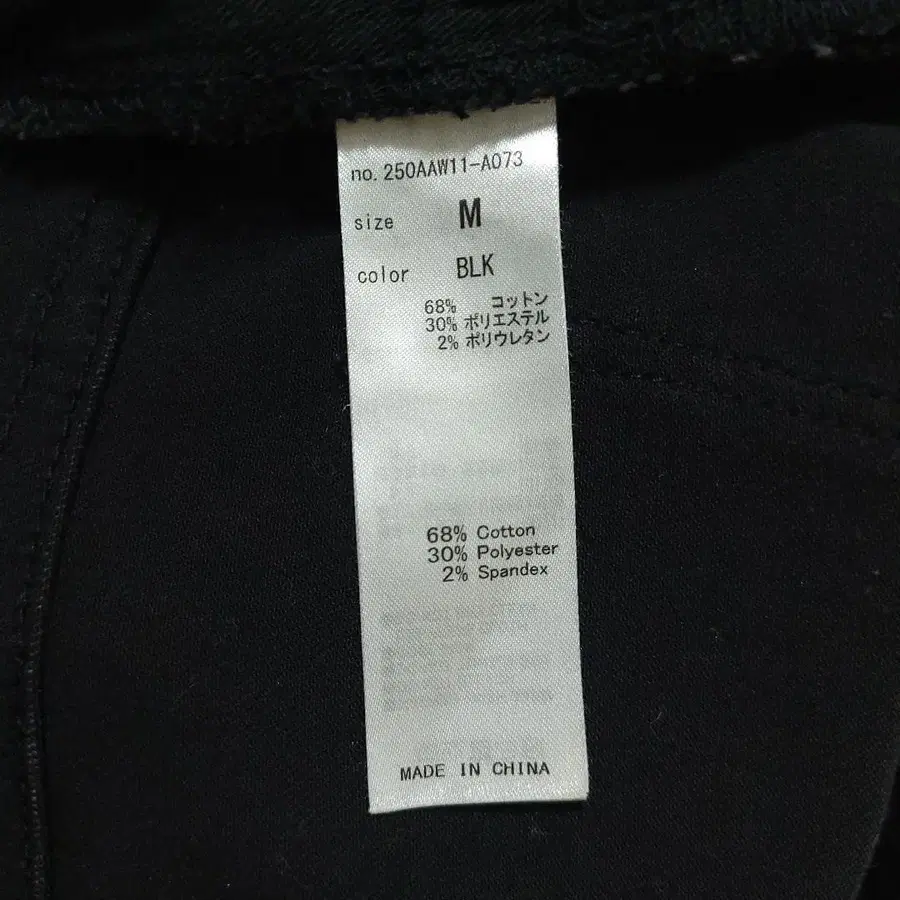 no. 250AAW11-A073
size M
color BLK
68% コットン
30% ポリエステル
2% ポリウレタン
68% Cotton
30% Polyester
2% Spandex
MADE IN CHINA